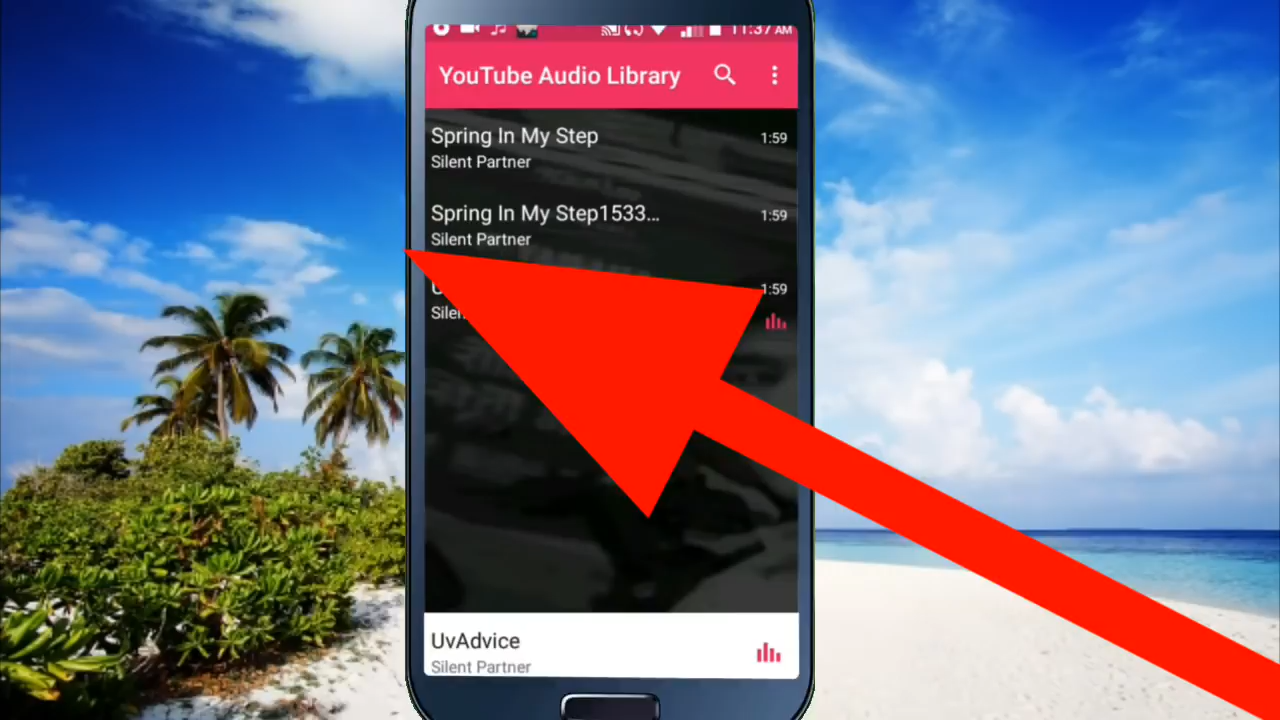 11:37 AM
YouTube Audio Library
Spring In My Step
1:59
Silent Partner
Spring In My Step1533...
1:59
Silent Partner
1:59
UvAdvice
Silent Partner